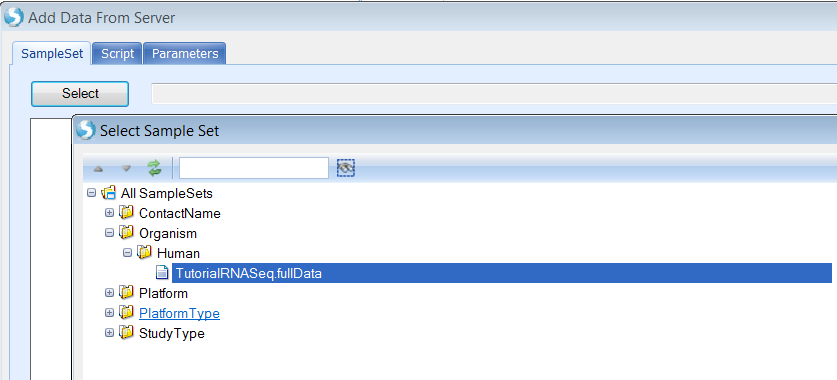 Add Data From Server
SampleSet Script Parameters
Select
Select Sample Set
All SampleSets
ContactName
Organism
Human
TutorialRNASeq.fullData
Platform
PlatformType
StudyType